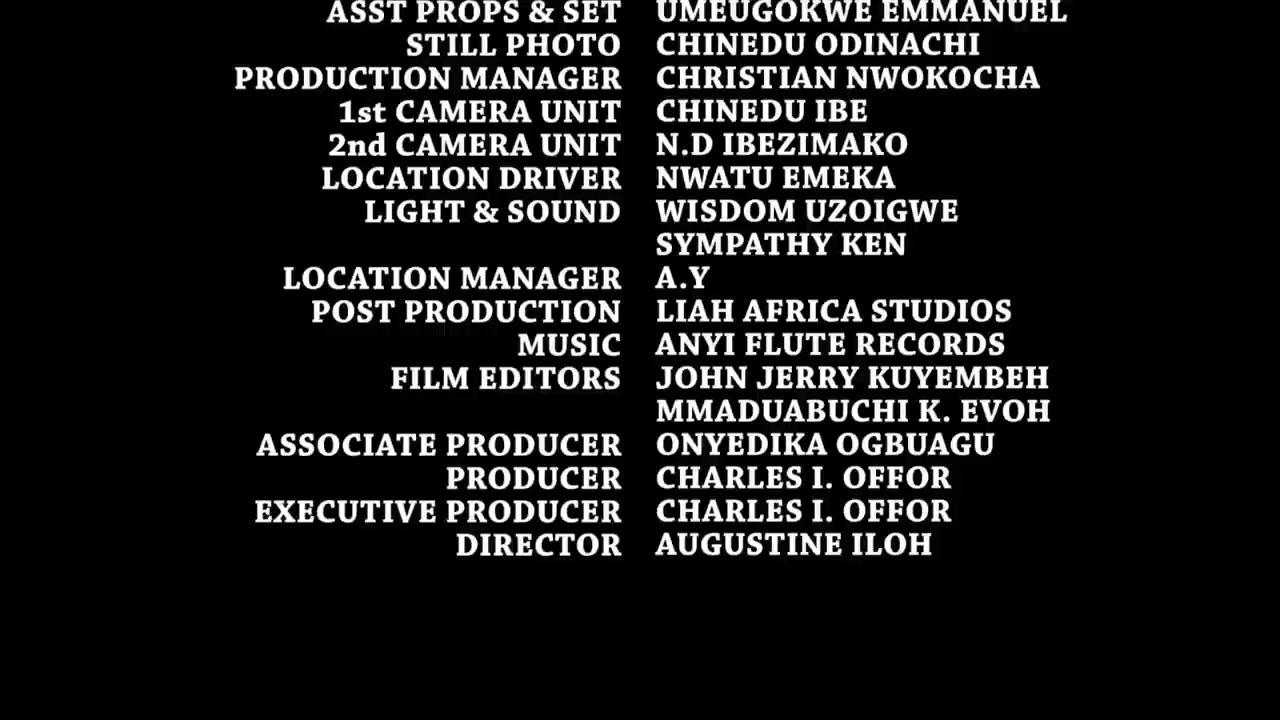 ASST PROPS & SET UMEUGOKWE EMMANUEL
STILL PHOTO CHINEDU ODINACHI
PRODUCTION MANAGER CHRISTIAN NWOKOCHA
1st CAMERA UNIT CHINEDU IBE
2nd CAMERA UNIT N.D IBEZIMAKO
LOCATION DRIVER NWATU EMEKA
LIGHT & SOUND WISDOM UZOIGWE
SYMPATHY KEN
LOCATION MANAGER A.Y
POST PRODUCTION LIAH AFRICA STUDIOS
MUSIC ANYI FLUTE RECORDS
FILM EDITORS JOHN JERRY KUYEMBEH
MMADUABUCHI K. EVOH
ASSOCIATE PRODUCER ONYEDIKA OGBUAGU
PRODUCER CHARLES I. OFFOR
EXECUTIVE PRODUCER CHARLES I. OFFOR
DIRECTOR AUGUSTINE ILOH